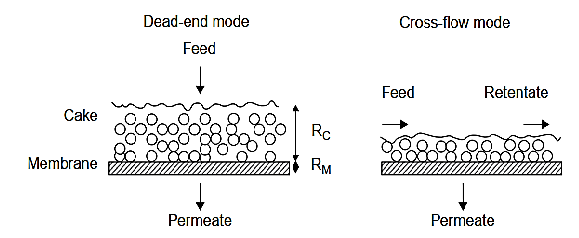 Dead-end mode
Feed
Cake
Membrane
R_C
R_M
Permeate
Cross-flow mode
Feed
Retentate
Permeate